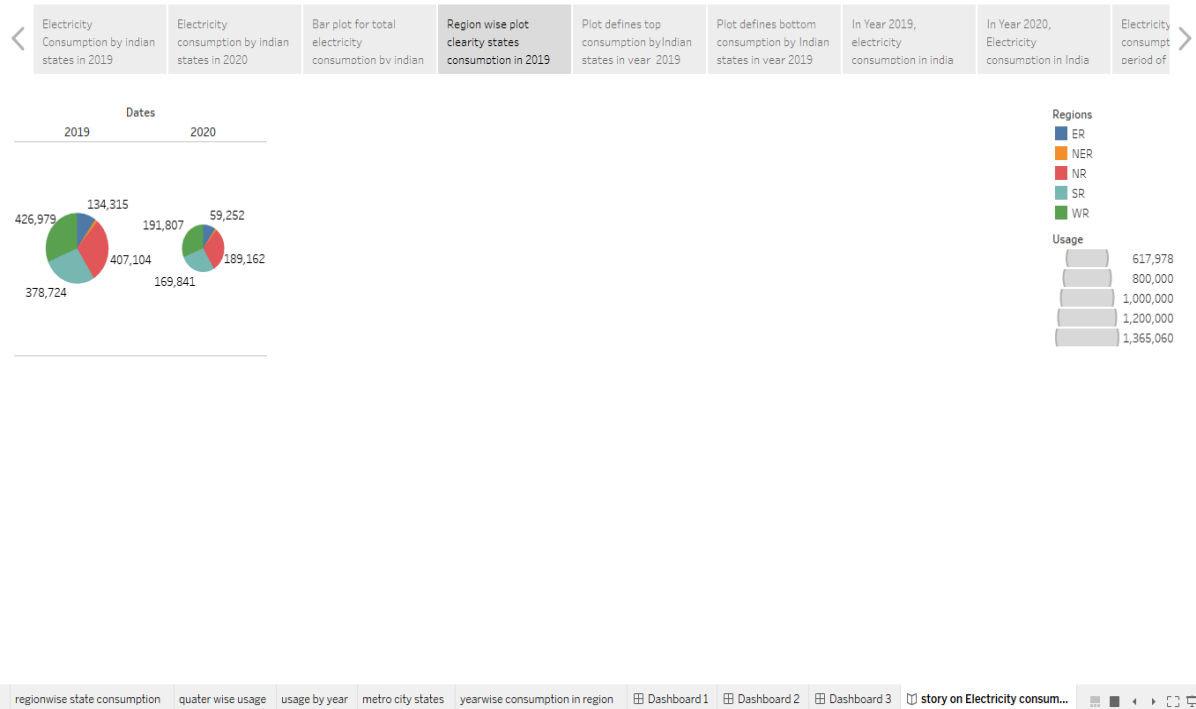 Electricity
Consumption by indian
states in 2019
Electricity
consumption by indian
states in 2020
Bar plot for total
electricity
consumption by indian
Region wise plot
clearity states
consumption in 2019
Plot defines top
consumption byIndian
states in year 2019
Plot defines bottom
consumption by Indian
states in year 2019
In Year 2019,
electricity
consumption in india
In Year 2020,
Electricity
consumption in India
Electricity
consumpt
period of
Dates
2019
2020
134,315
426,979
407,104
378,724
59,252
191,807
189,162
169,841
Regions
ER
NER
NR
SR
WR
Usage
617,978
800,000
1,000,000
1,200,000
1,365,060
regionwise state consumption
quater wise usage
usage by year
metro city states
yearwise consumption in region
Dashboard 1
Dashboard 2
Dashboard 3
story on Electricity consum...